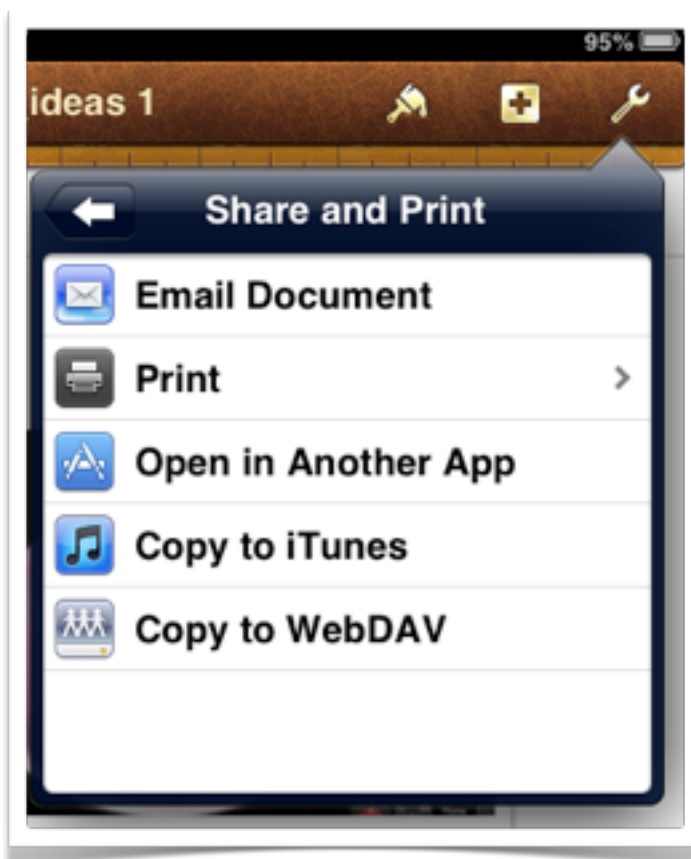 95%
ideas 1
Share and Print
Email Document
Print
Open in Another App
Copy to iTunes
Copy to WebDAV